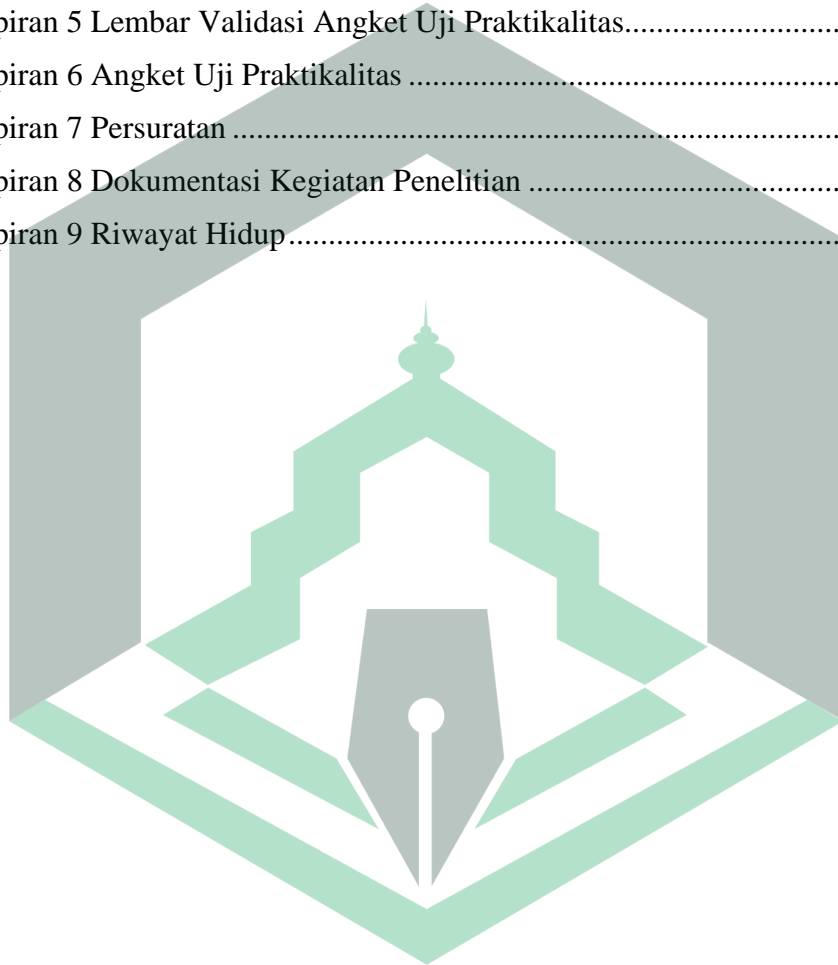 piran 5 Lembar Validasi Angket Uji Praktikalitas...........................
piran 6 Angket Uji Praktikalitas ......................................................
piran 7 Persuratan ............................................................................
piran 8 Dokumentasi Kegiatan Penelitian .......................................
piran 9 Riwayat Hidup.....................................................................